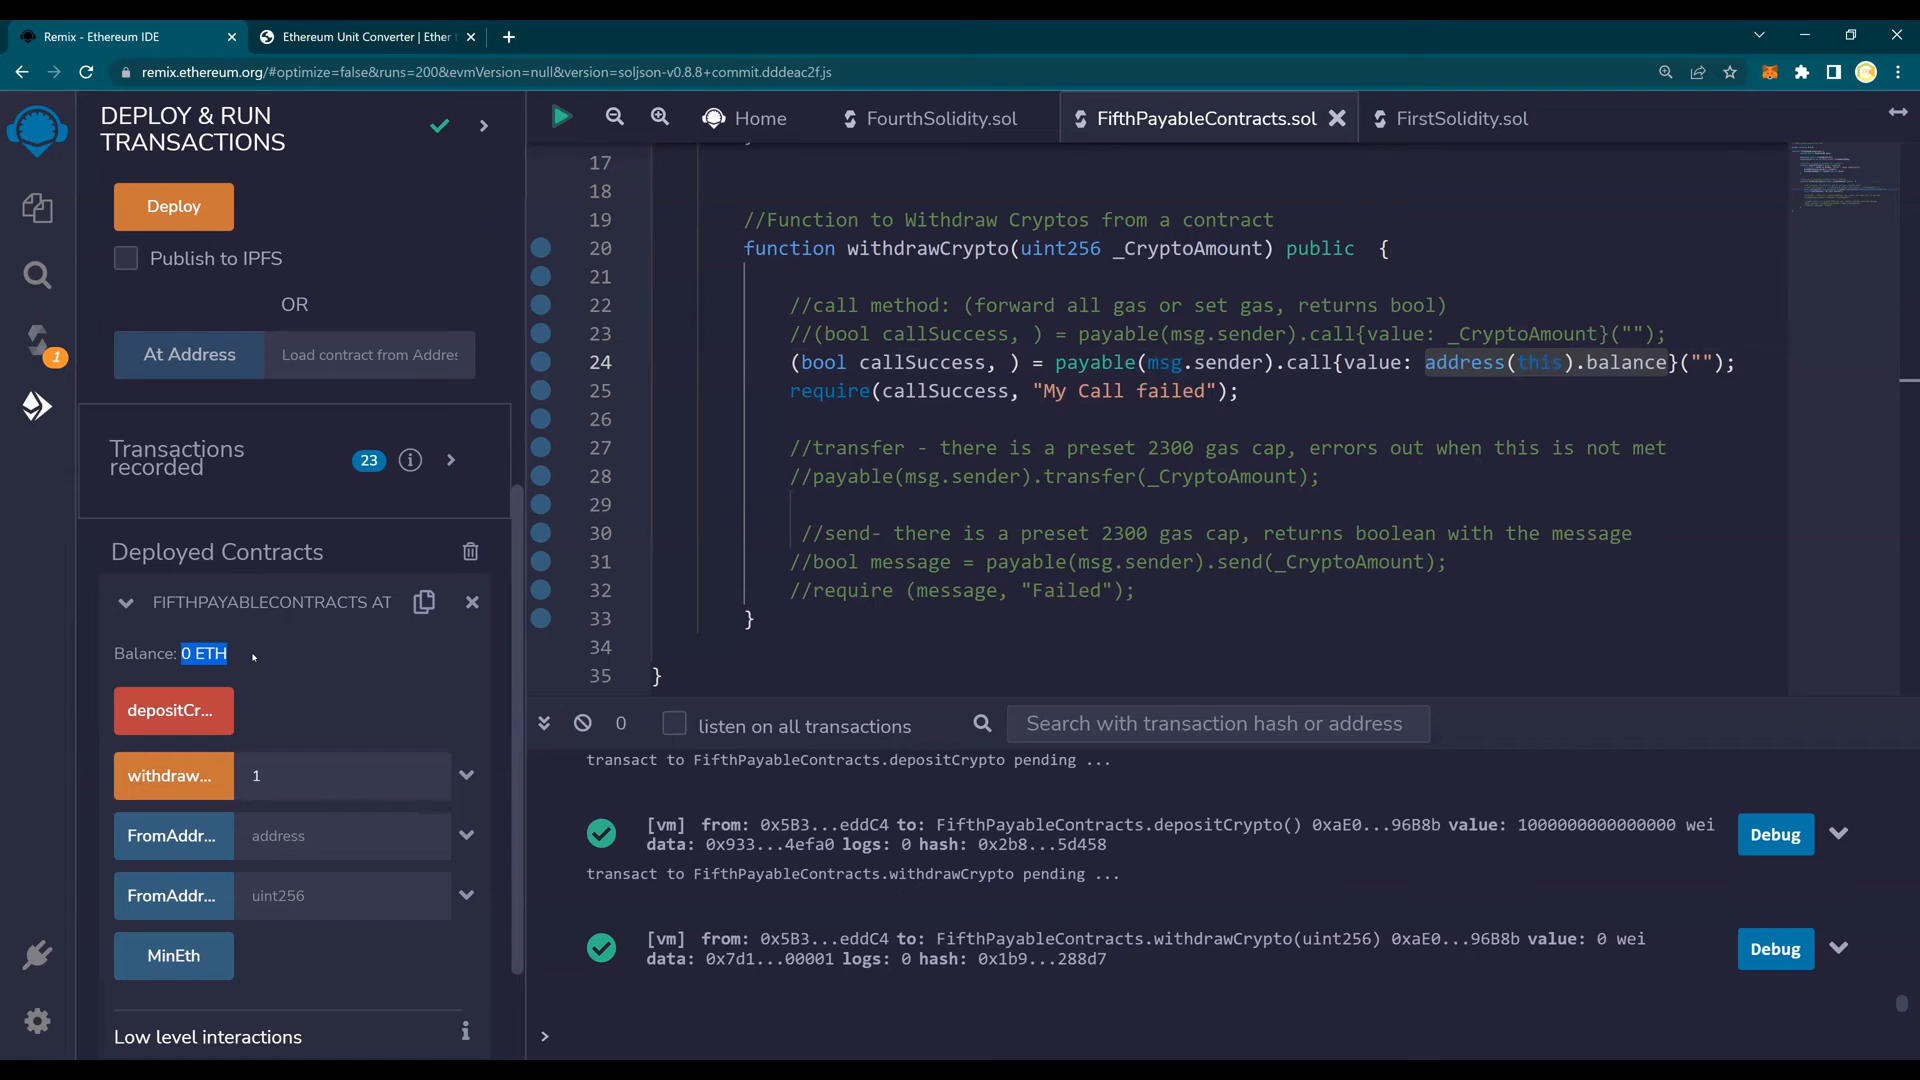 Remix - Ethereum IDE
Ethereum Unit Converter | Ether t
remix.ethereum.org/#optimize=false&runs=200&evmVersion=null&version=soljson-v0.8.8+commit.dddeac2f.js
DEPLOY & RUN
TRANSACTIONS
Home
FourthSolidity.sol
FifthPayableContracts.sol
FirstSolidity.sol
Deploy
Publish to IPFS
OR
At Address
Load contract from Addres
1
Transactions
recorded
23
Deployed Contracts
FIFTHPAYABLECONTRACTS AT
Balance: 0 ETH
depositCr...
withdraw...
1
FromAddr...
address
FromAddr...
uint256
MinEth
Low level interactions
17
18
19 //Function to Withdraw Cryptos from a contract
20 function withdrawCrypto(uint256 _CryptoAmount) public {
21
22 //call method: (forward all gas or set gas, returns bool)
23 //(bool callSuccess, ) = payable(msg.sender).call{value: _CryptoAmount}("");
24 (bool callSuccess, ) = payable(msg.sender).call{value: address(this).balance}("");
25 require(callSuccess, "My Call failed");
26
27 //transfer - there is a preset 2300 gas cap, errors out when this is not met
28 //payable(msg.sender).transfer(_CryptoAmount);
29
30 //send- there is a preset 2300 gas cap, returns boolean with the message
31 //bool message = payable(msg.sender).send(_CryptoAmount);
32 //require (message, "Failed");
33 }
34
35 }
0
listen on all transactions
Search with transaction hash or address
transact to FifthPayableContracts.depositCrypto pending ...
[vm] from: 0x5B3...eddC4 to: FifthPayableContracts.depositCrypto() 0xaE0...96B8b value: 1000000000000000 wei
data: 0x933...4efa0 logs: 0 hash: 0x2b8...5d458
Debug
transact to FifthPayableContracts.withdrawCrypto pending ...
[vm] from: 0x5B3...eddC4 to: FifthPayableContracts.withdrawCrypto(uint256) 0xaE0...96B8b value: 0 wei
data: 0x7d1...00001 logs: 0 hash: 0x1b9...288d7
Debug
>